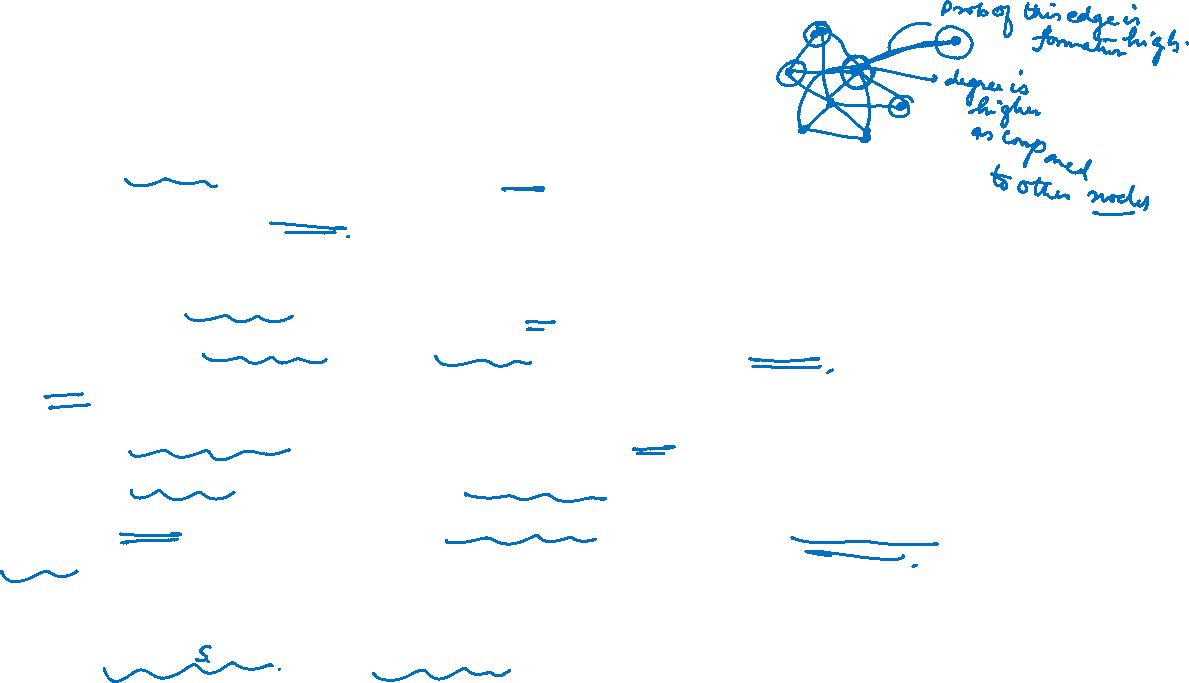 Prob of this edge is
formation high.
degree is
higher
as compared
to other nodes
S